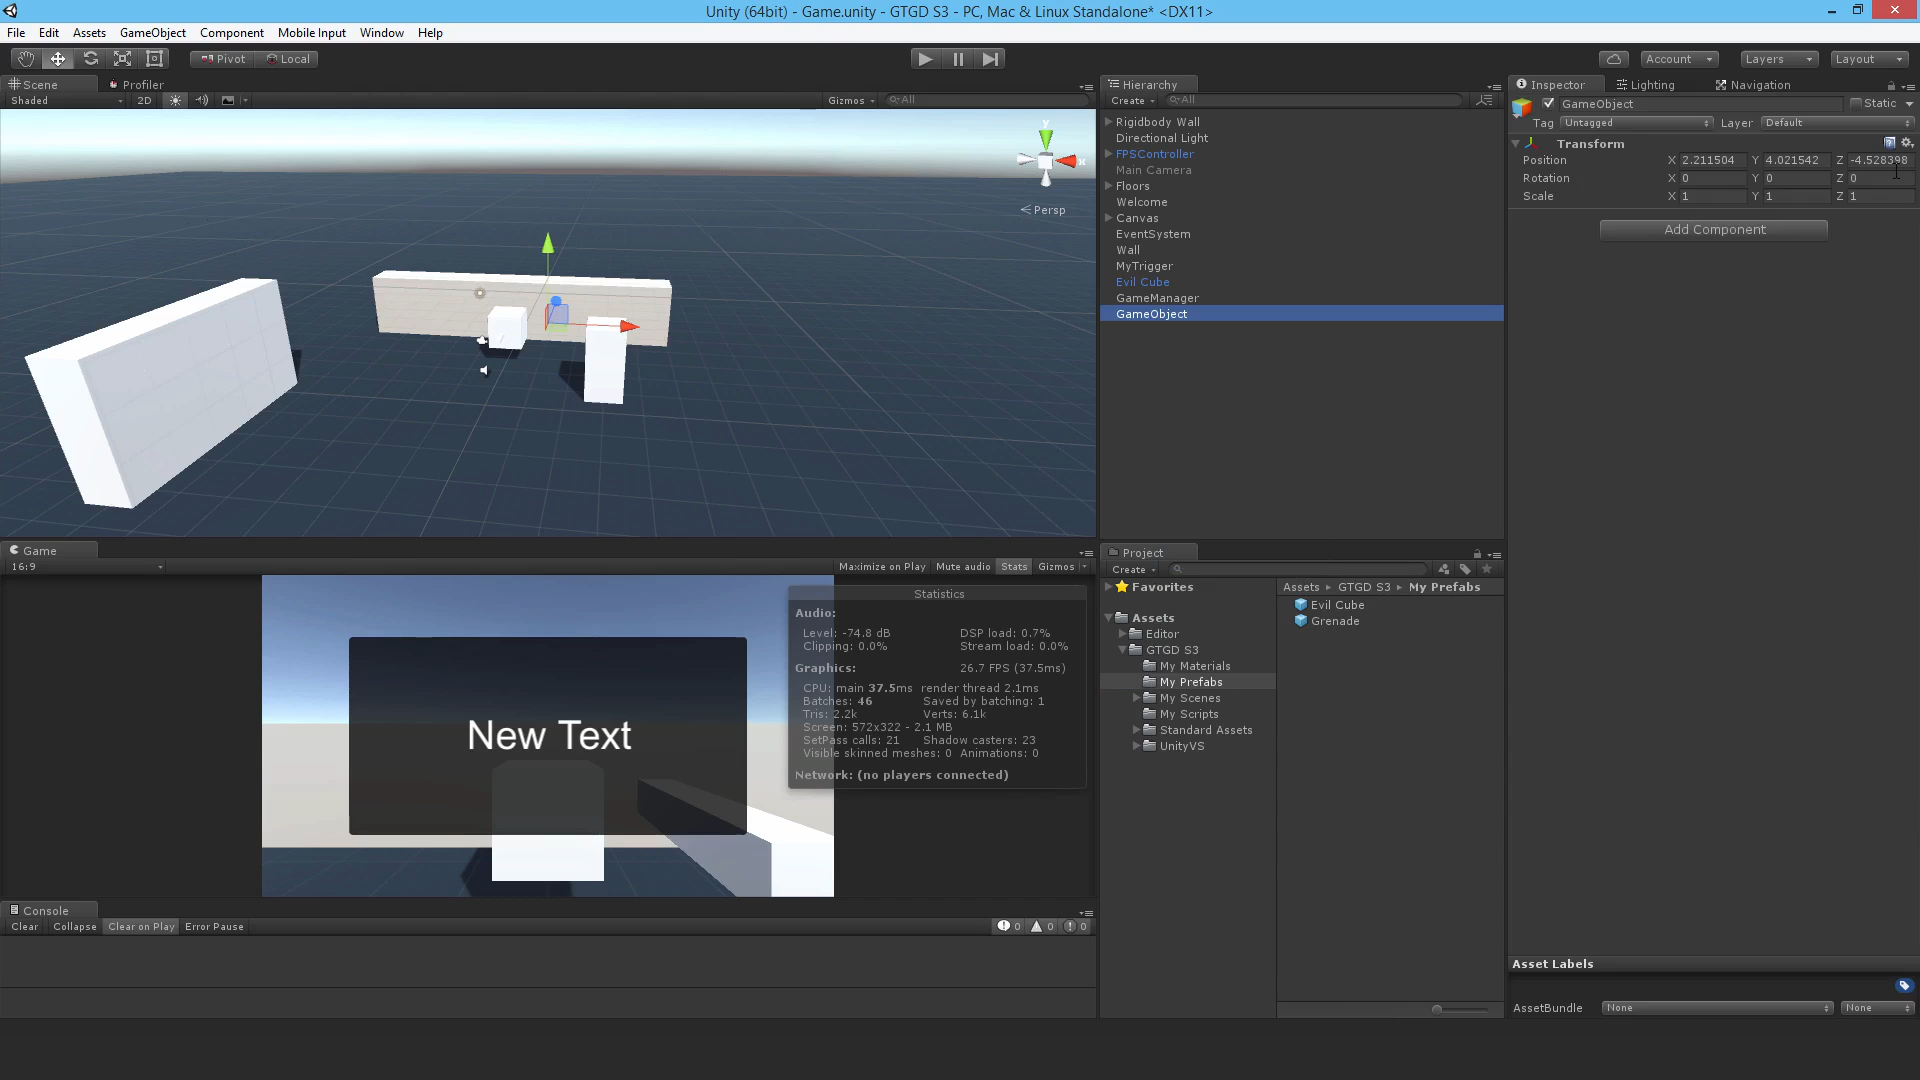 Unity (64bit) - Game.unity - GTGD S3 - PC, Mac & Linux Standalone* <DX11>
File Edit Assets GameObject Component Mobile Input Window Help
Pivot Local Account Layers Layout
Scene Profiler
Shaded 2D Gizmos All
y
x
Persp
Hierarchy
Create All
Rigidbody Wall
Directional Light
FPSController
Main Camera
Floors
Welcome
Canvas
EventSystem
Wall
MyTrigger
Evil Cube
GameManager
GameObject
Inspector Lighting Navigation
GameObject Static
Tag Untagged Layer Default
Transform
Position X 2.211504 Y 4.021542 Z -4.528398
Rotation X 0 Y 0 Z 0
Scale X 1 Y 1 Z 1
Add Component
Game
16:9 Maximize on Play Mute audio Stats Gizmos
New Text
Statistics
Audio:
Level: -74.8 dB DSP load: 0.7%
Clipping: 0.0% Stream load: 0.0%
Graphics: 26.7 FPS (37.5ms)
CPU: main 37.5ms render thread 2.1ms
Batches: 46 Saved by batching: 1
Tris: 2.2k Verts: 6.1k
Screen: 572x322 - 2.1 MB
SetPass calls: 21 Shadow casters: 23
Visible skinned meshes: 0 Animations: 0
Network: (no players connected)
Project
Create
Favorites
Assets
Editor
GTGD S3
My Materials
My Prefabs
My Scenes
My Scripts
Standard Assets
UnityVS
Assets GTGD S3 My Prefabs
Evil Cube
Grenade
Console
Clear Collapse Clear on Play Error Pause 0 0 0
Asset Labels
AssetBundle None None